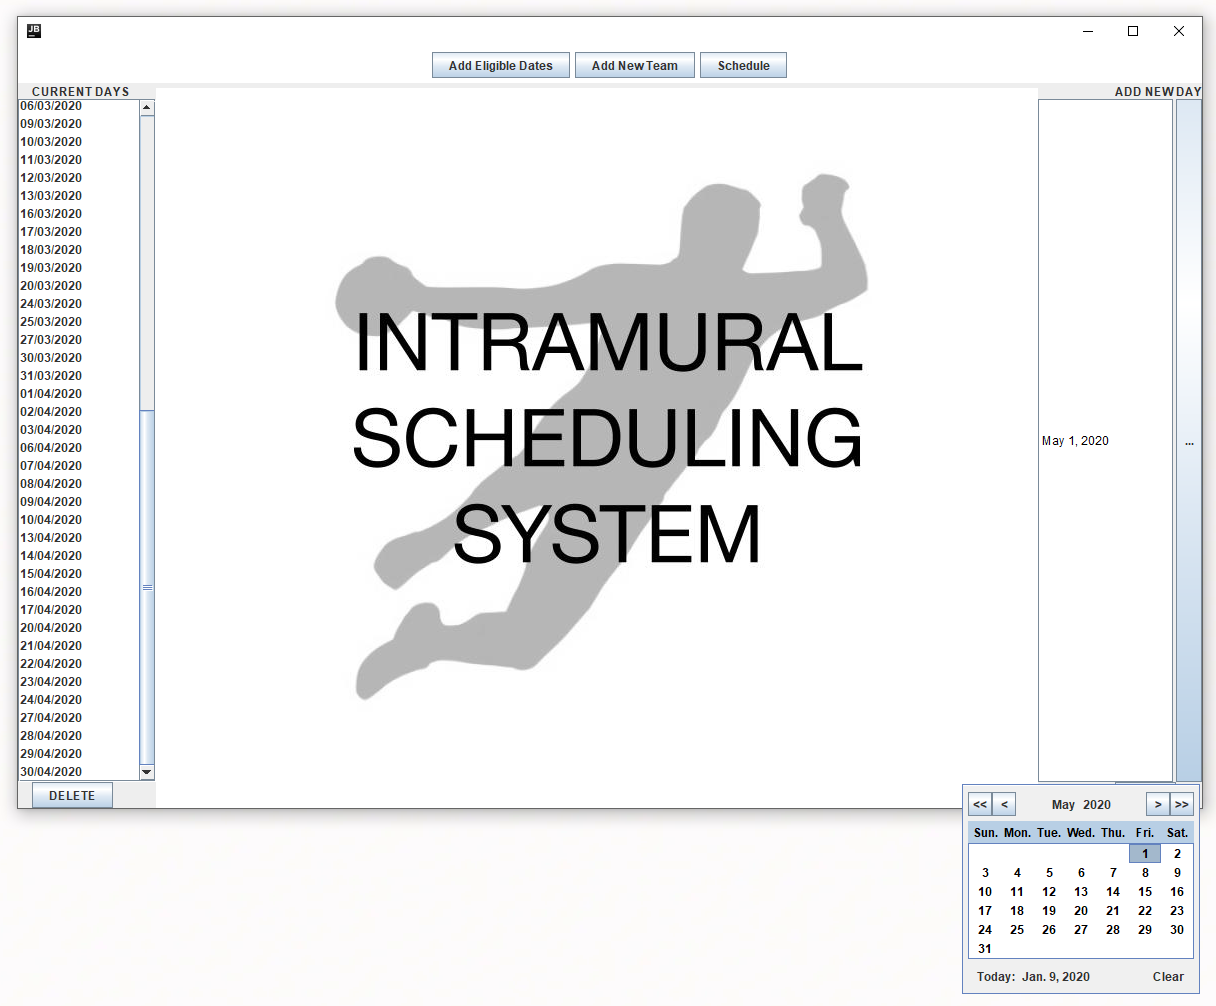 JB
Add Eligible Dates Add New Team Schedule
CURRENT DAYS ADD NEW DAY
06/03/2020
09/03/2020
10/03/2020
11/03/2020
12/03/2020
13/03/2020
16/03/2020
17/03/2020
18/03/2020
19/03/2020
20/03/2020
24/03/2020
25/03/2020
27/03/2020
30/03/2020
31/03/2020
01/04/2020
02/04/2020
03/04/2020
06/04/2020
07/04/2020
08/04/2020
09/04/2020
10/04/2020
13/04/2020
14/04/2020
15/04/2020
16/04/2020
17/04/2020
20/04/2020
21/04/2020
22/04/2020
23/04/2020
24/04/2020
27/04/2020
28/04/2020
29/04/2020
30/04/2020
DELETE
INTRAMURAL
SCHEDULING
SYSTEM
May 1, 2020 ...
<< < May 2020 > >>
Sun. Mon. Tue. Wed. Thu. Fri. Sat.
1 2
3 4 5 6 7 8 9
10 11 12 13 14 15 16
17 18 19 20 21 22 23
24 25 26 27 28 29 30
31
Today: Jan. 9, 2020 Clear